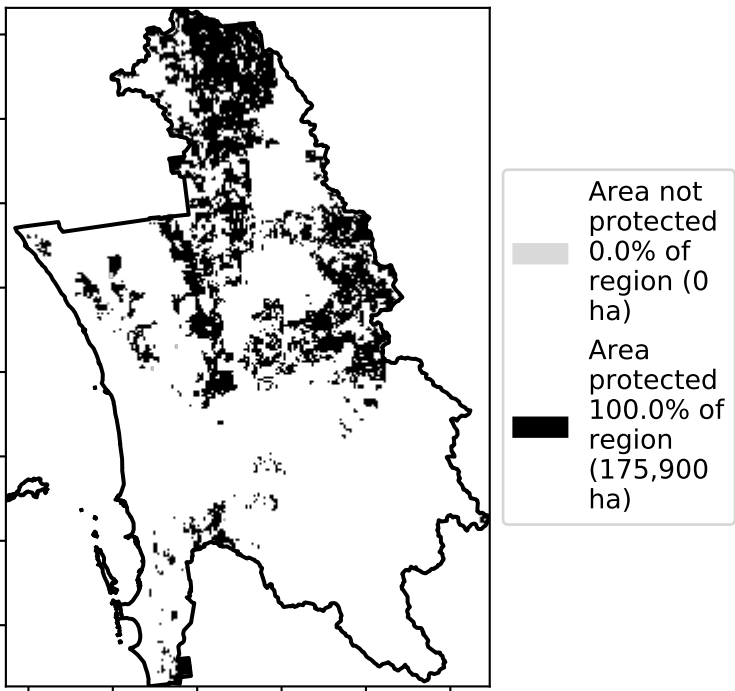 Area not
protected
0.0% of
region (0
ha)
Area
protected
100.0% of
region
(175,900
ha)